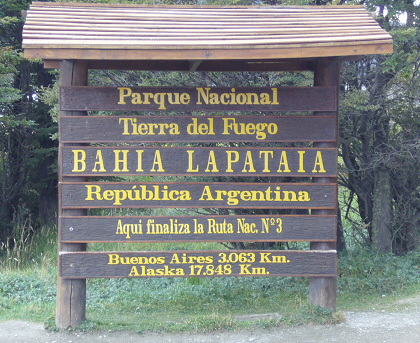 Parque Nacional
Tierra del Fuego
BAHIA LAPATAIA
República Argentina
Aqui finaliza la Ruta Nac. Nº3
Buenos Aires 3.063 Km.
Alaska 17.848 Km.